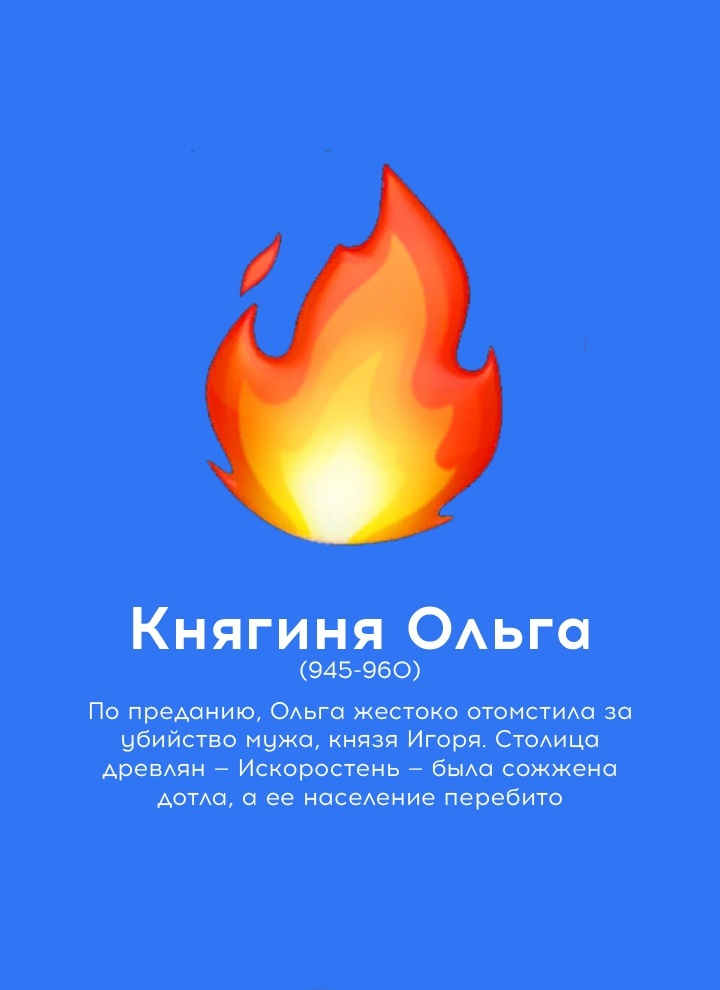 Княгиня Ольга
(945-960)
По преданию, Ольга жестоко отомстила за
убийство мужа, князя Игоря. Столица
древлян – Искоростень – была сожжена
дотла, а ее население перебито